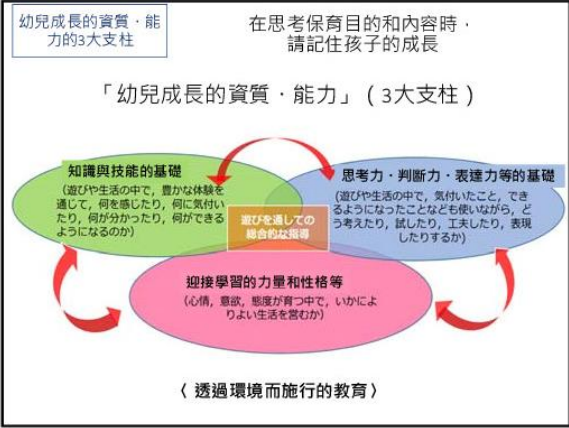 幼兒成長的資質・能
力的3大支柱
在思考保育目的和內容時，
請記住孩子的成長
「幼兒成長的資質・能力」（3大支柱）
知識與技能的基礎
（遊びや生活の中で，豊かな体験を
通じて，何を感じたり，何に気付い
たり，何が分かったり，何ができる
ようになるのか）
思考力・判斷力・表達力等的基礎
（遊びや生活の中で，気付いたこと，でき
るようになったことなども使いながら，ど
う考えたり，試したり，工夫したり，表現
したりするか）
遊びを通しての
総合的な指導
迎接學習的力量和性格等
（心情，意欲，態度が育つ中で，いかによ
りよい生活を営むか）
〈 透過環境而施行的教育〉